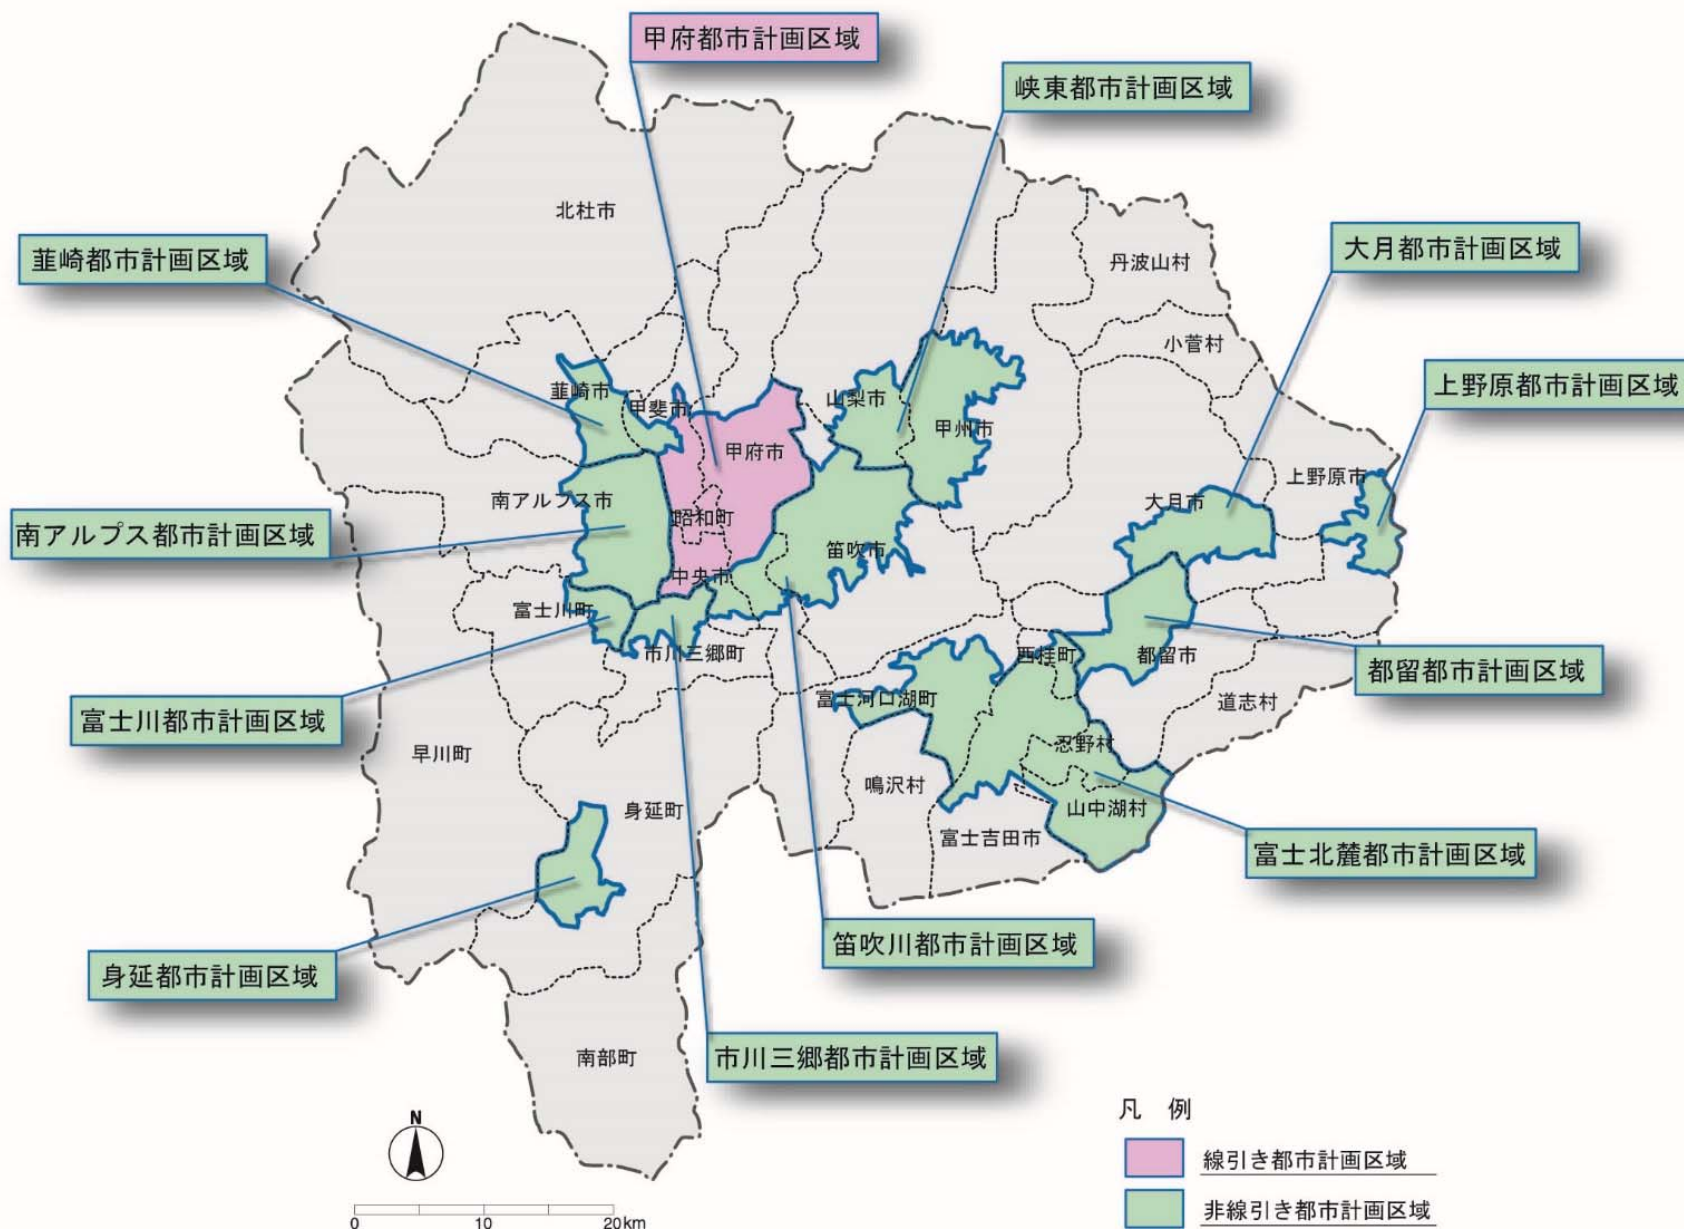 甲府都市計画区域
峡東都市計画区域
北杜市
韮崎都市計画区域
丹波山村
大月都市計画区域
小菅村
上野原都市計画区域
韮崎市
甲斐市
山梨市
甲州市
甲府市
上野原市
南アルプス市
大月市
昭和町
南アルプス都市計画区域
笛吹市
中央市
富士川町
市川三郷町
西桂町
都留市
都留都市計画区域
富士川都市計画区域
富士河口湖町
道志村
早川町
忍野村
鳴沢村
身延町
山中湖村
富士吉田市
富士北麓都市計画区域
笛吹川都市計画区域
身延都市計画区域
市川三郷都市計画区域
南部町
凡 例
N
線引き都市計画区域
非線引き都市計画区域
0 10 20km